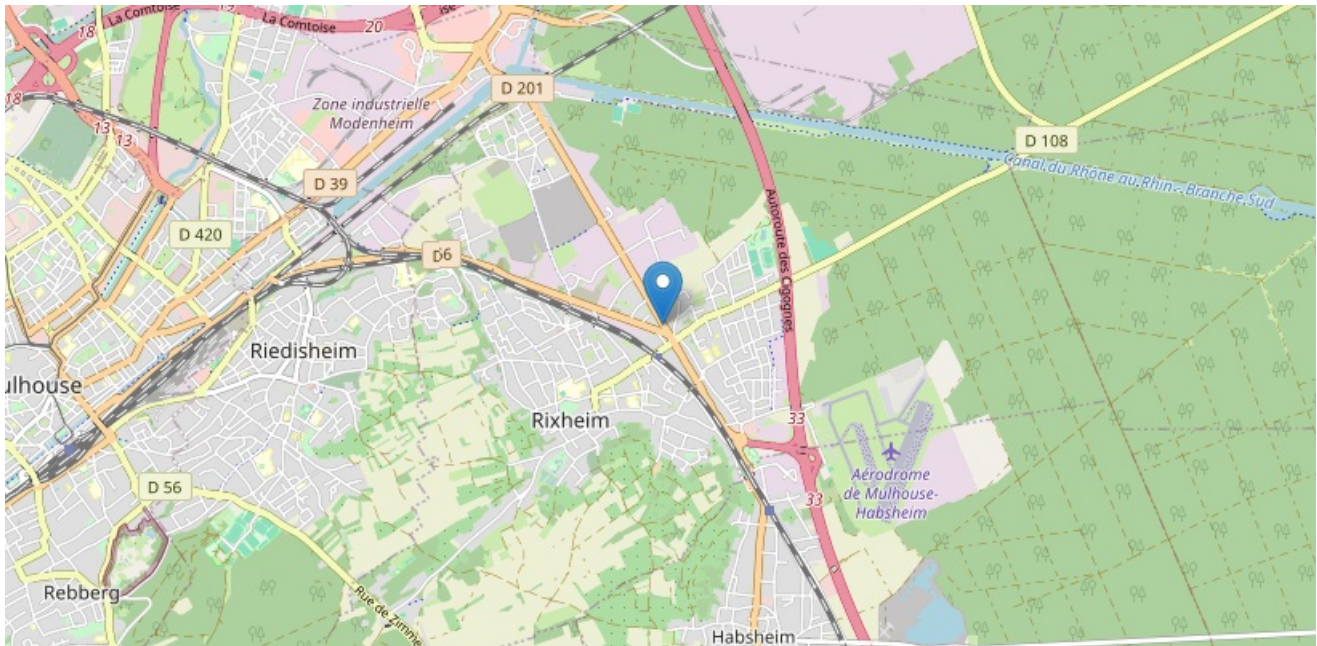 La Comtoise
19
La Comtoise
ise
18
20
18
D 201
Zone industrielle
Modenheim
13
13
D 108
Canal du Rhône au Rhin - Branche Sud
D 39
Autoroute des Cigognes
D 420
D6
Riedisheim
ulhouse
Rixheim
33
Aérodrome
de Mulhouse-
Habsheim
D 56
33
Rebberg
Rue de Zimme
Habsheim